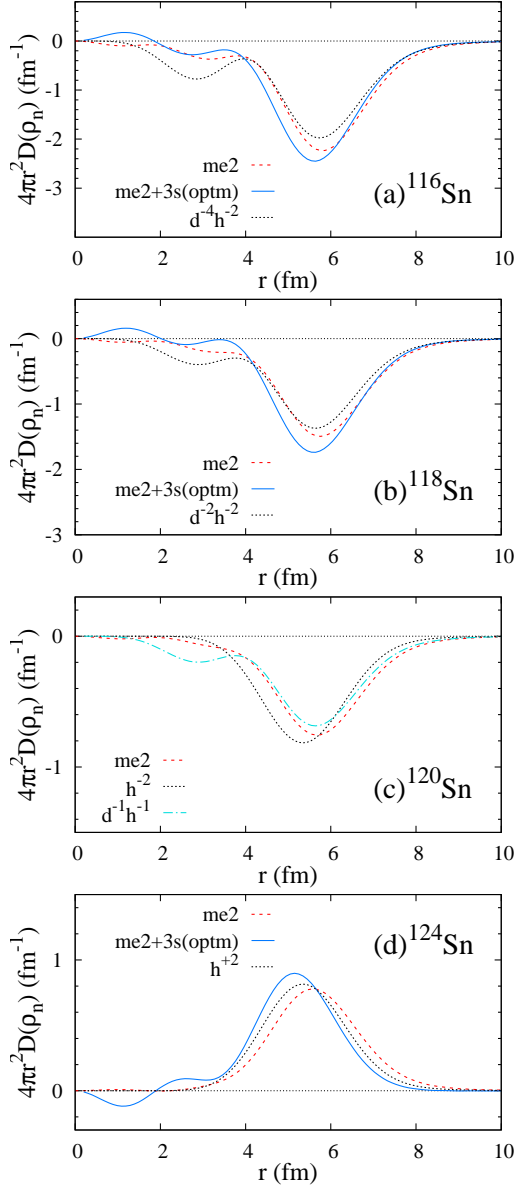 4πr²D(ρₙ) (fm⁻¹)
0
-1
-2
-3
me2
me2+3s(optm)
d⁻⁴h⁻²
(a)¹¹⁶Sn
0 2 4 6 8 10
r (fm)
4πr²D(ρₙ) (fm⁻¹)
0
-1
-2
-3
me2
me2+3s(optm)
d⁻²h⁻²
(b)¹¹⁸Sn
0 2 4 6 8 10
r (fm)
4πr²D(ρₙ) (fm⁻¹)
0
-1
me2
h⁻²
d⁻¹h⁻¹
(c)¹²⁰Sn
0 2 4 6 8 10
r (fm)
4πr²D(ρₙ) (fm⁻¹)
1
0
me2
me2+3s(optm)
h⁺²
(d)¹²⁴Sn
0 2 4 6 8 10
r (fm)